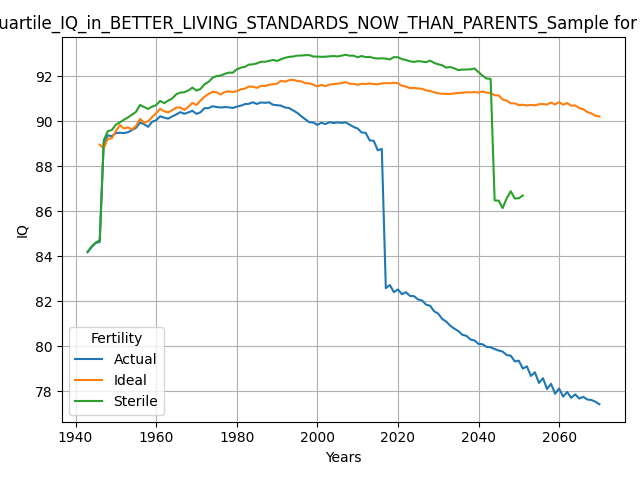 uartile_IQ_in_BETTER_LIVING_STANDARDS_NOW_THAN_PARENTS_Sample for
IQ
92
90
88
86
84
82
80
78
Fertility
Actual
Ideal
Sterile
1940 1960 1980 2000 2020 2040 2060
Years